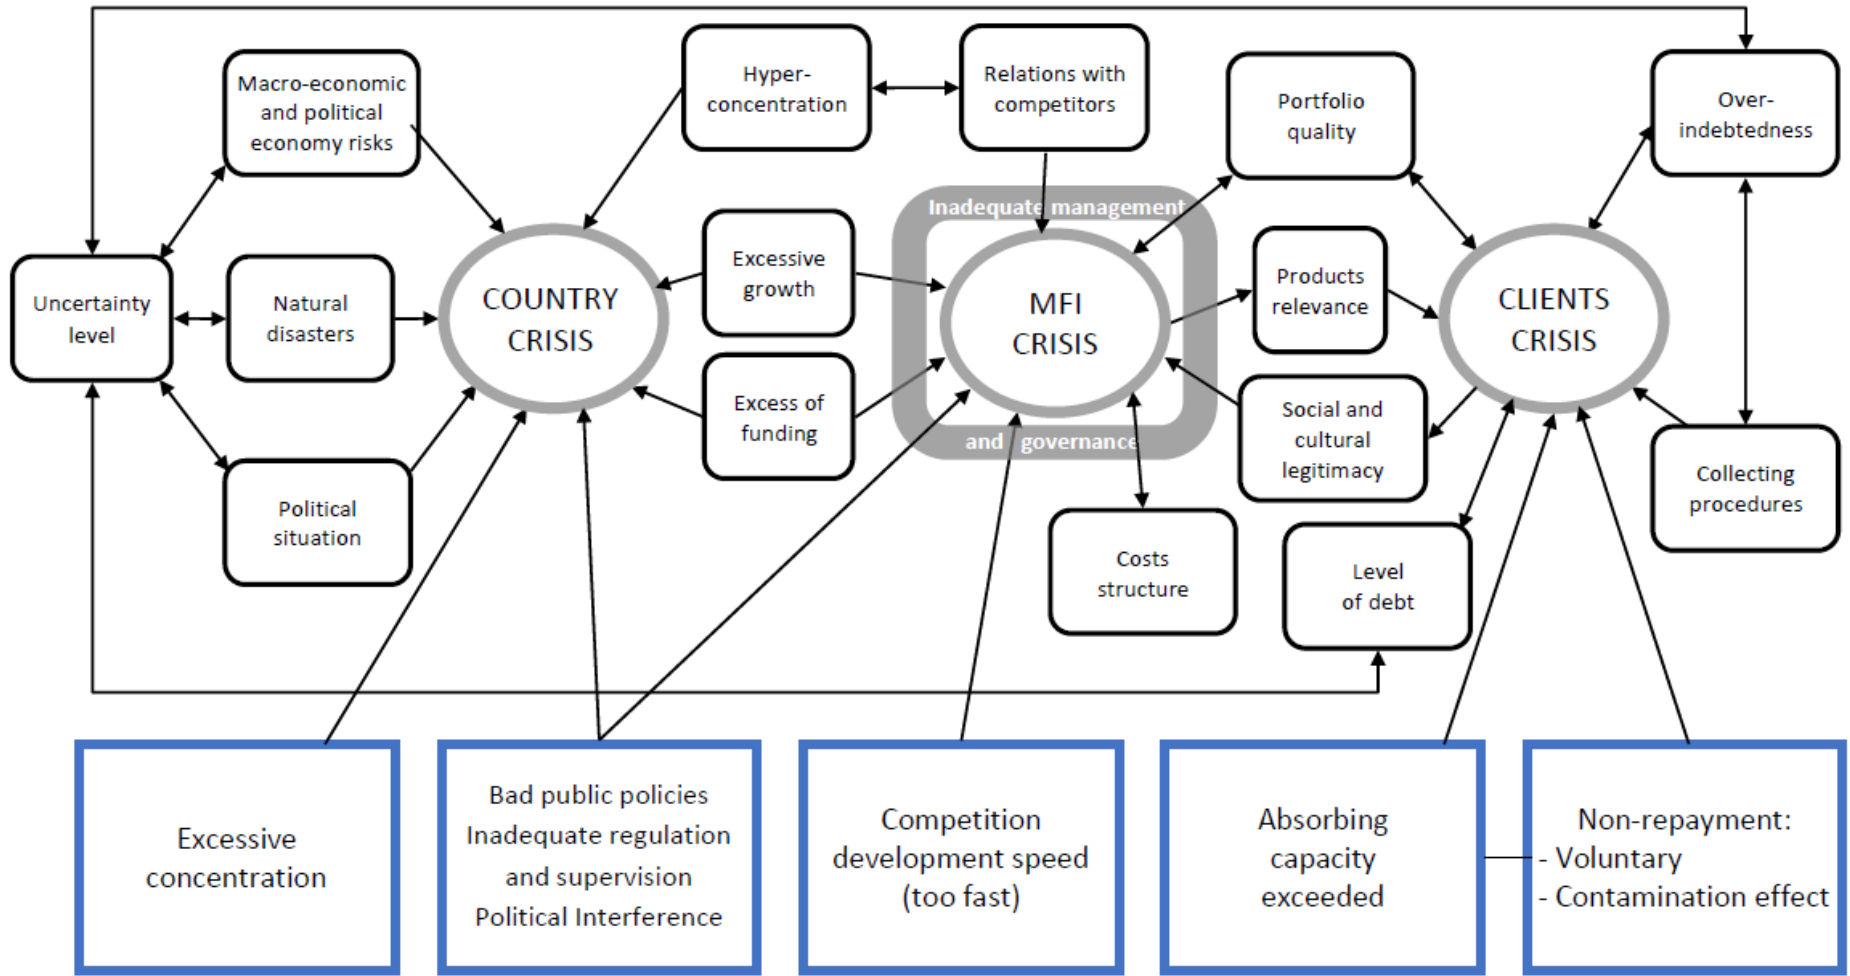 Macro-economic
and political
economy risks
Hyper-
concentration
Relations with
competitors
Portfolio
quality
Over-
indebtedness
Inadequate management
Uncertainty
level
Natural
disasters
COUNTRY
CRISIS
Excessive
growth
MFI
CRISIS
Products
relevance
CLIENTS
CRISIS
Excess of
funding
and governance
Social and
cultural
legitimacy
Collecting
procedures
Political
situation
Costs
structure
Level
of debt
Excessive
concentration
Bad public policies
Inadequate regulation
and supervision
Political Interference
Competition
development speed
(too fast)
Absorbing
capacity
exceeded
Non-repayment:
- Voluntary
- Contamination effect